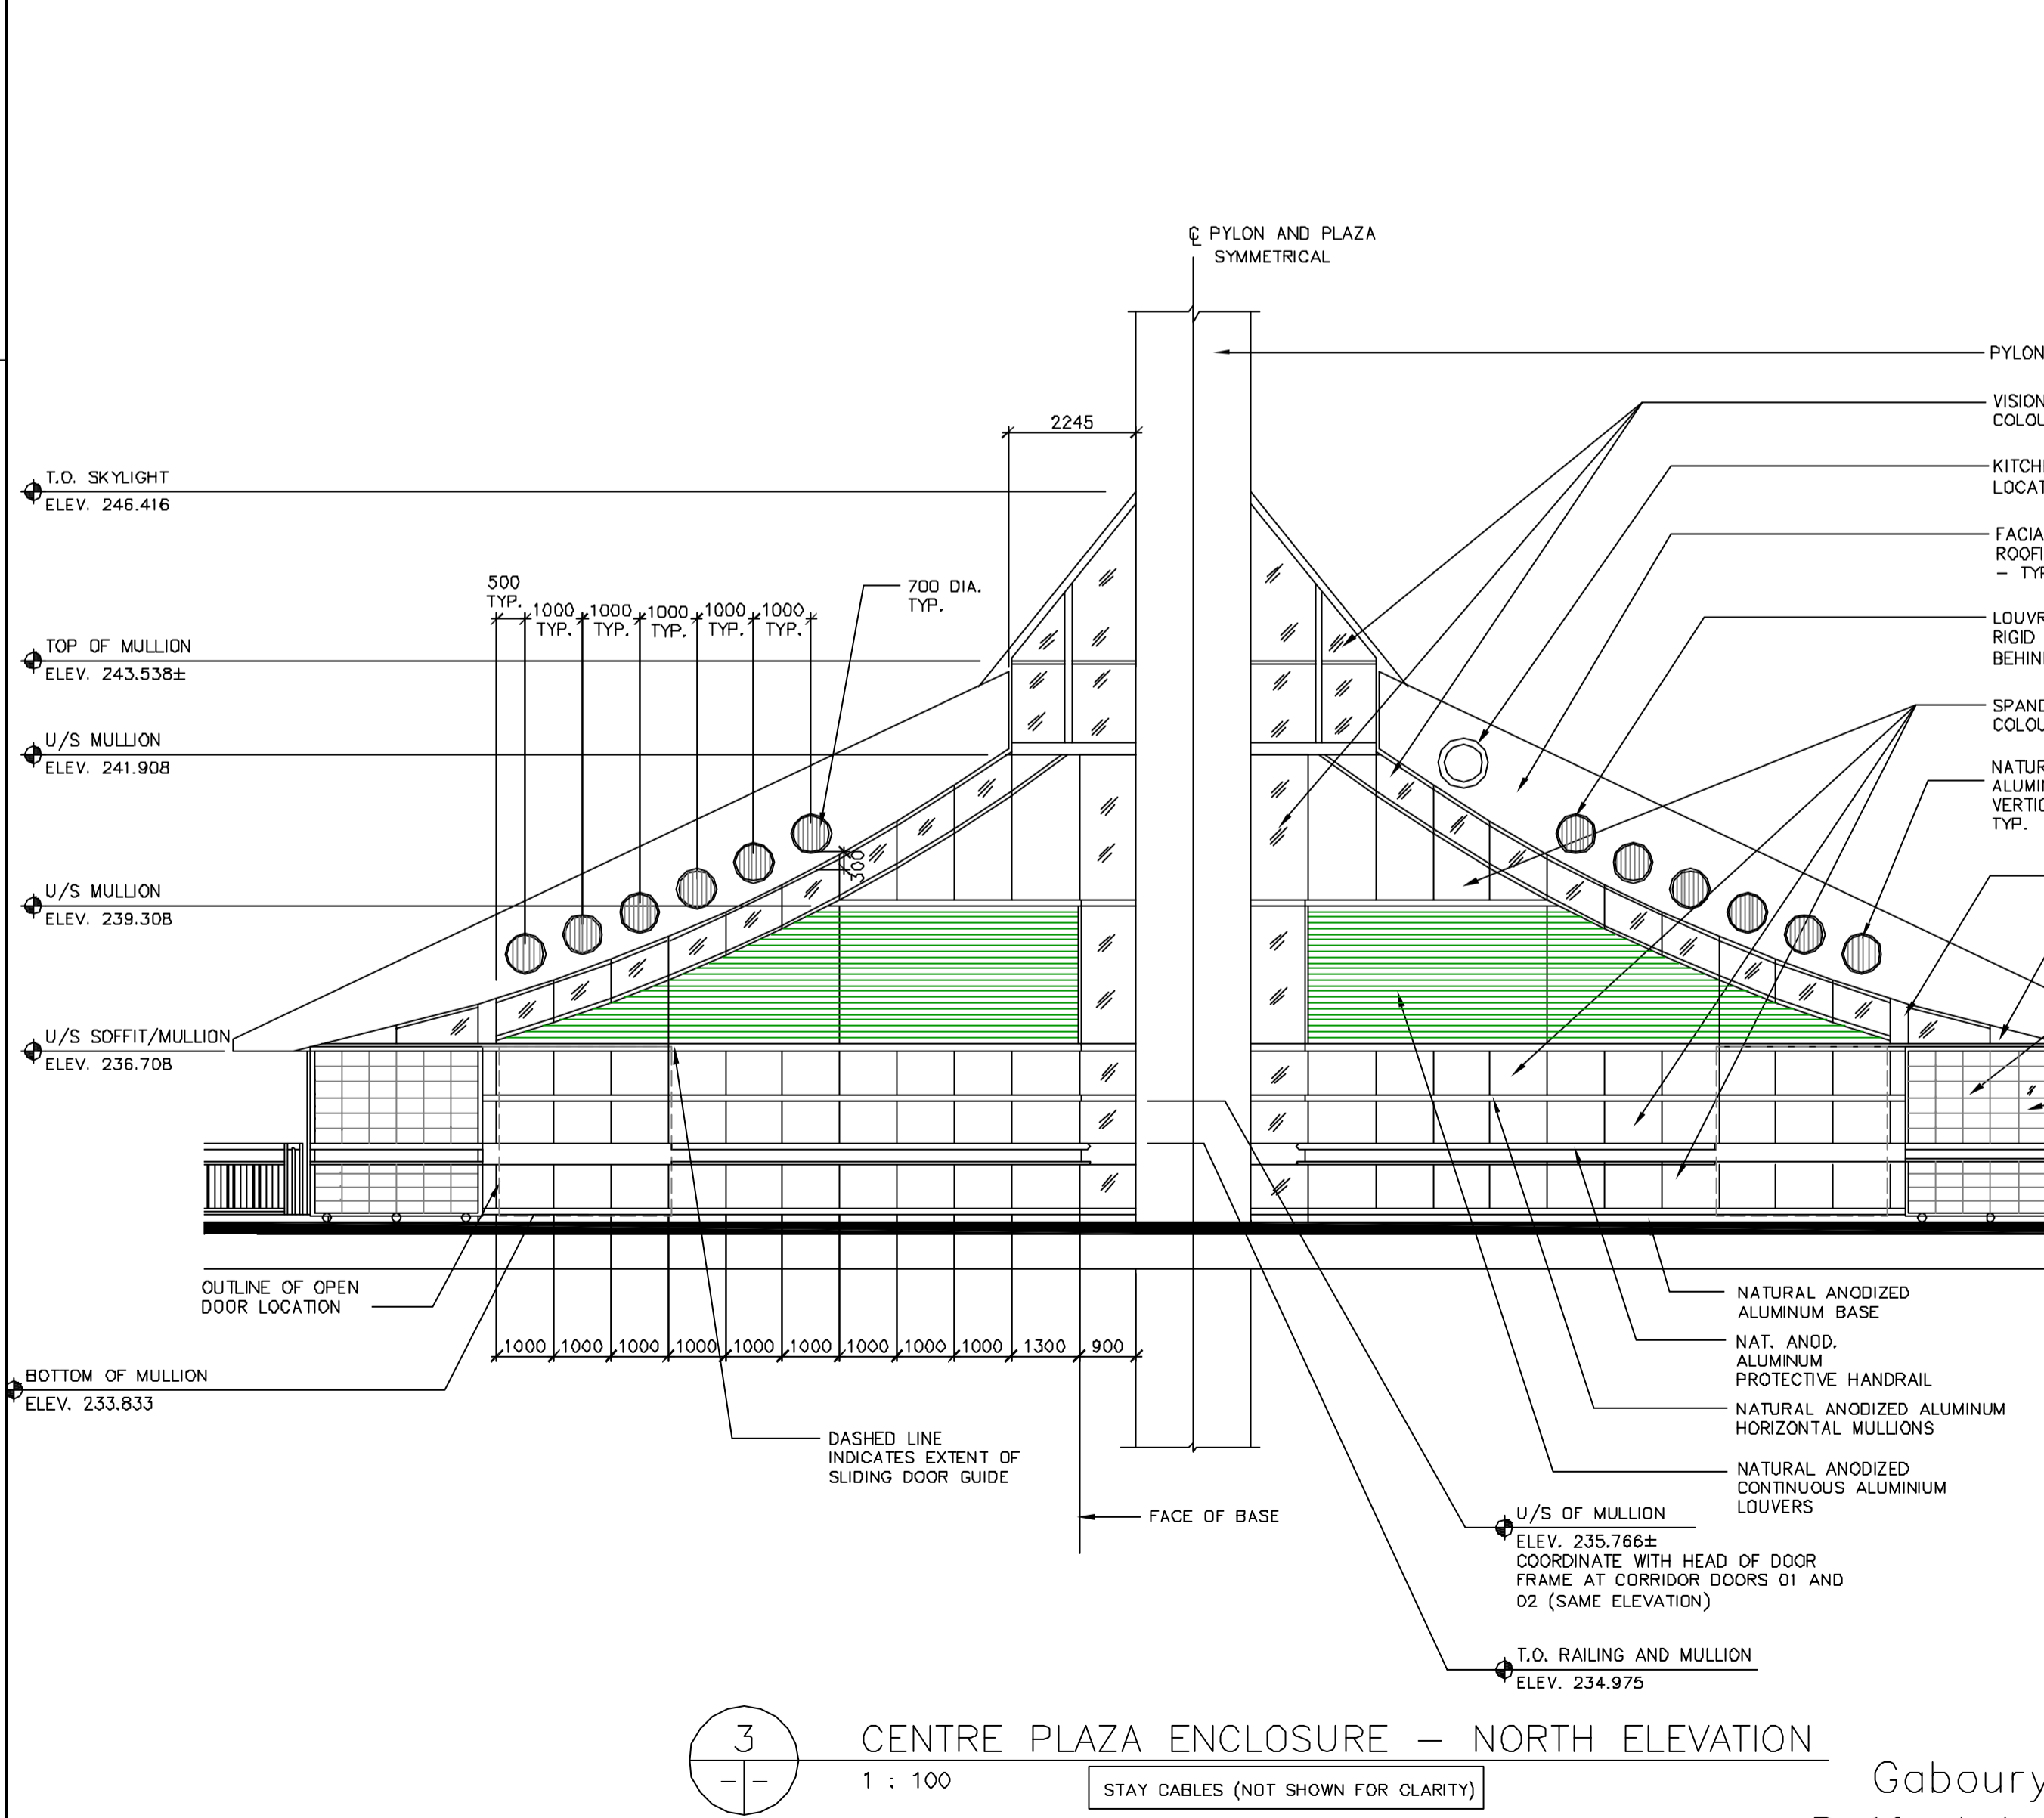 ℄ PYLON AND PLAZA
SYMMETRICAL
2245
T.O. SKYLIGHT
ELEV. 246.416
500
TYP.
1000
TYP.
1000
TYP.
1000
TYP.
1000
TYP.
1000
TYP.
700 DIA.
TYP.
TOP OF MULLION
ELEV. 243.538±
U/S MULLION
ELEV. 241.908
300
U/S MULLION
ELEV. 239.308
U/S SOFFIT/MULLION
ELEV. 236.708
PYLON
VISION
COLOU
KITCH
LOCAT
FACIA
ROOFI
- TYP
LOUVR
RIGID
BEHIN
SPAND
COLOU
NATUR
ALUMI
VERTIC
TYP.
OUTLINE OF OPEN
DOOR LOCATION
1000 1000 1000 1000 1000 1000 1000 1000 1000 1300 900
BOTTOM OF MULLION
ELEV. 233.833
DASHED LINE
INDICATES EXTENT OF
SLIDING DOOR GUIDE
FACE OF BASE
NATURAL ANODIZED
ALUMINUM BASE
NAT. ANOD.
ALUMINUM
PROTECTIVE HANDRAIL
NATURAL ANODIZED ALUMINUM
HORIZONTAL MULLIONS
NATURAL ANODIZED
CONTINUOUS ALUMINIUM
LOUVERS
U/S OF MULLION
ELEV. 235.766±
COORDINATE WITH HEAD OF DOOR
FRAME AT CORRIDOR DOORS 01 AND
02 (SAME ELEVATION)
T.O. RAILING AND MULLION
ELEV. 234.975
3
- -
CENTRE PLAZA ENCLOSURE - NORTH ELEVATION
1 : 100
STAY CABLES (NOT SHOWN FOR CLARITY)
Gaboury